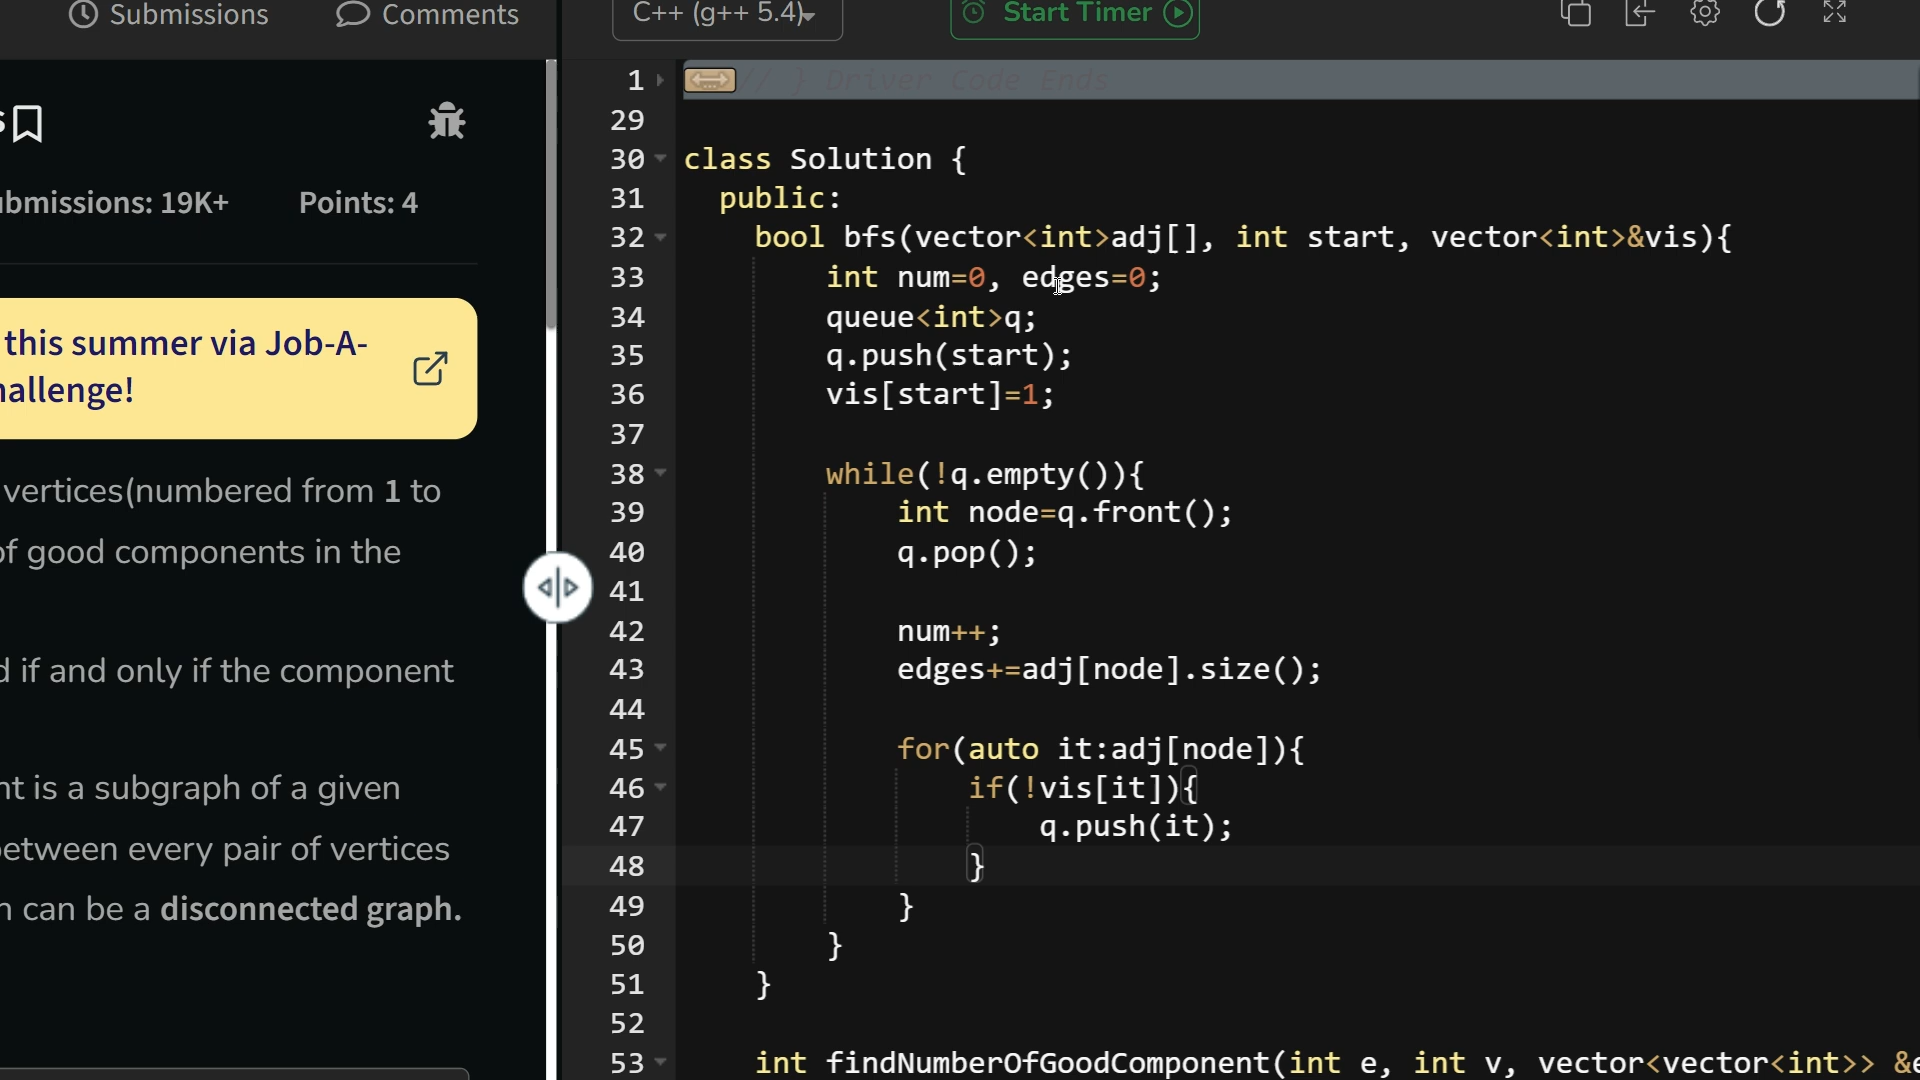 Submissions
Comments
C++ (g++ 5.4)
Start Timer
s
ubmissions: 19K+ Points: 4
this summer via Job-A-
hallenge!
vertices(numbered from 1 to
of good components in the
d if and only if the component
nt is a subgraph of a given
between every pair of vertices
n can be a disconnected graph.
1 // } Driver Code Ends
29
30 class Solution {
31 public:
32 bool bfs(vector<int>adj[], int start, vector<int>&vis){
33 int num=0, edges=0;
34 queue<int>q;
35 q.push(start);
36 vis[start]=1;
37
38 while(!q.empty()){
39 int node=q.front();
40 q.pop();
41
42 num++;
43 edges+=adj[node].size();
44
45 for(auto it:adj[node]){
46 if(!vis[it]){
47 q.push(it);
48 }
49 }
50 }
51 }
52
53 int findNumberOfGoodComponent(int e, int v, vector<vector<int>> &e